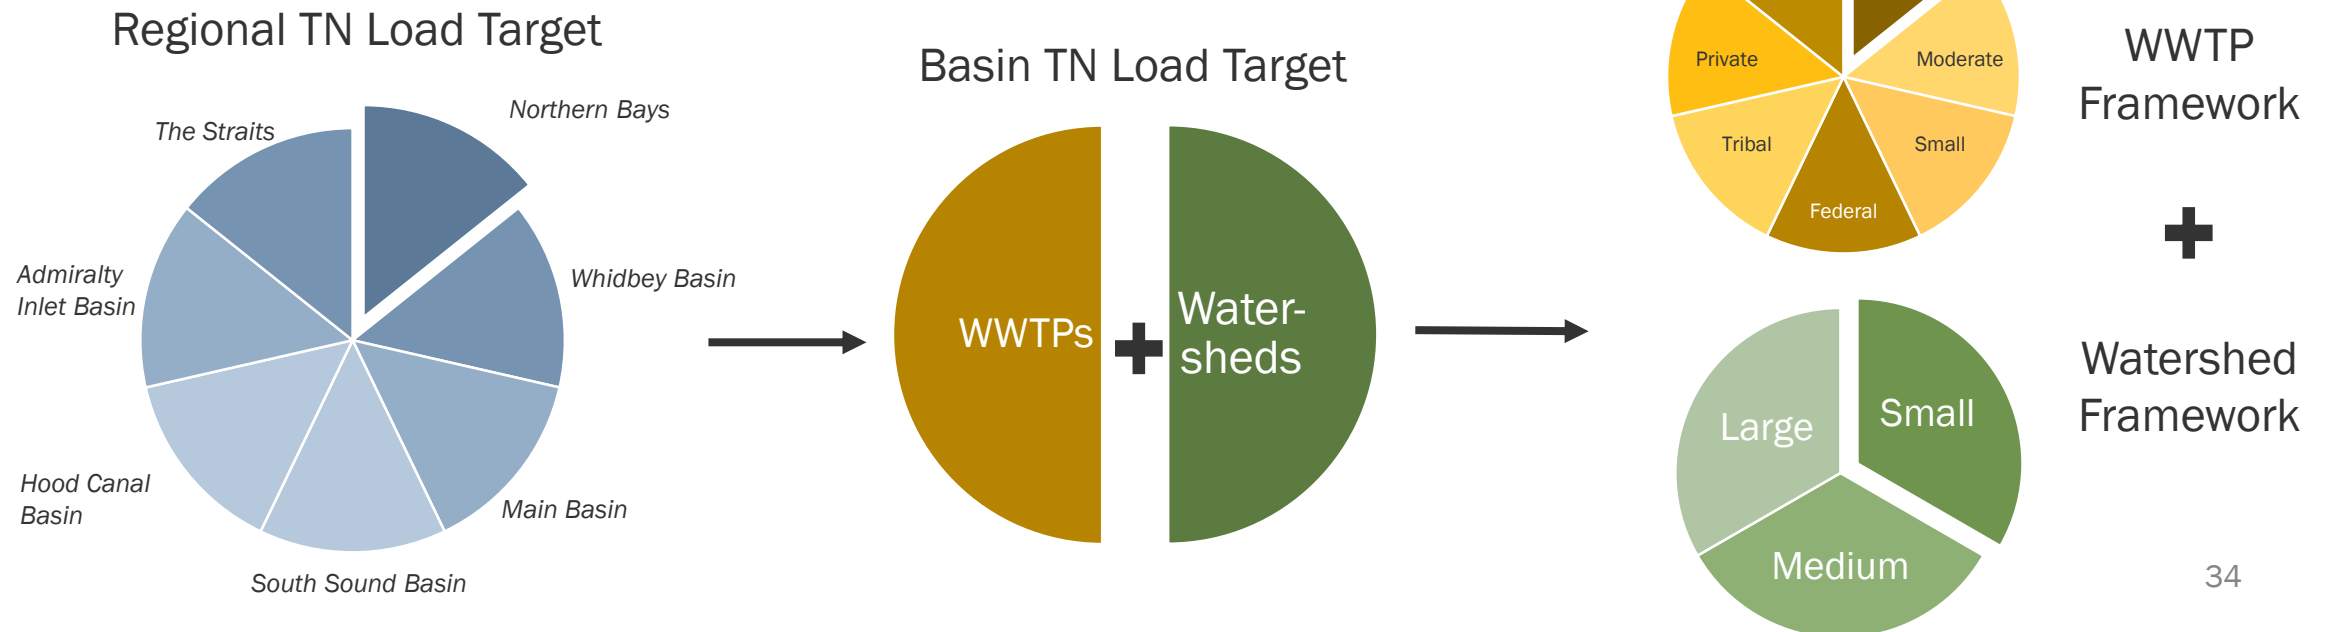 Regional TN Load Target
Northern Bays
The Straits
Whidbey Basin
Admiralty
Inlet Basin
Hood Canal
Basin
Main Basin
South Sound Basin
Basin TN Load Target
WWTPs
Water-
sheds
Private
Moderate
Tribal
Small
Federal
WWTP
Framework
Large
Small
Medium
Watershed
Framework
34